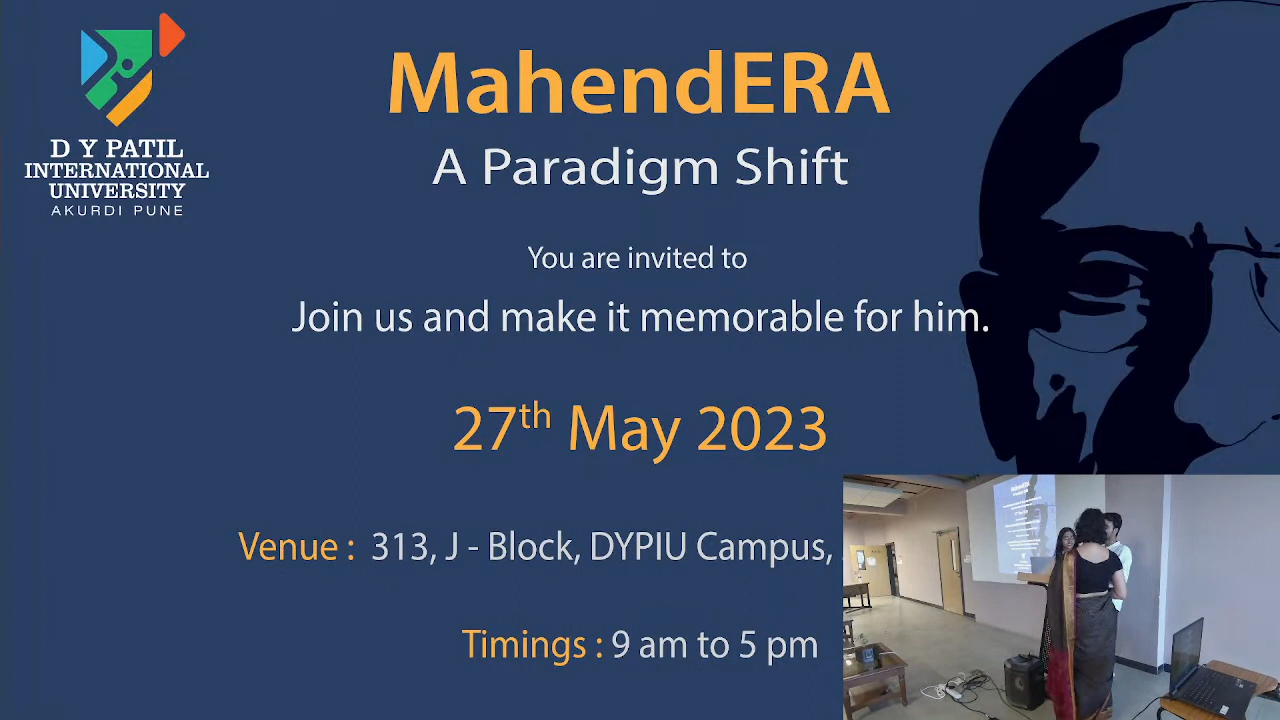 D Y PATIL
INTERNATIONAL
UNIVERSITY
AKURDI PUNE
MahendERA
A Paradigm Shift
You are invited to
Join us and make it memorable for him.
27th May 2023
Venue : 313, J - Block, DYPIU Campus,
Timings : 9 am to 5 pm